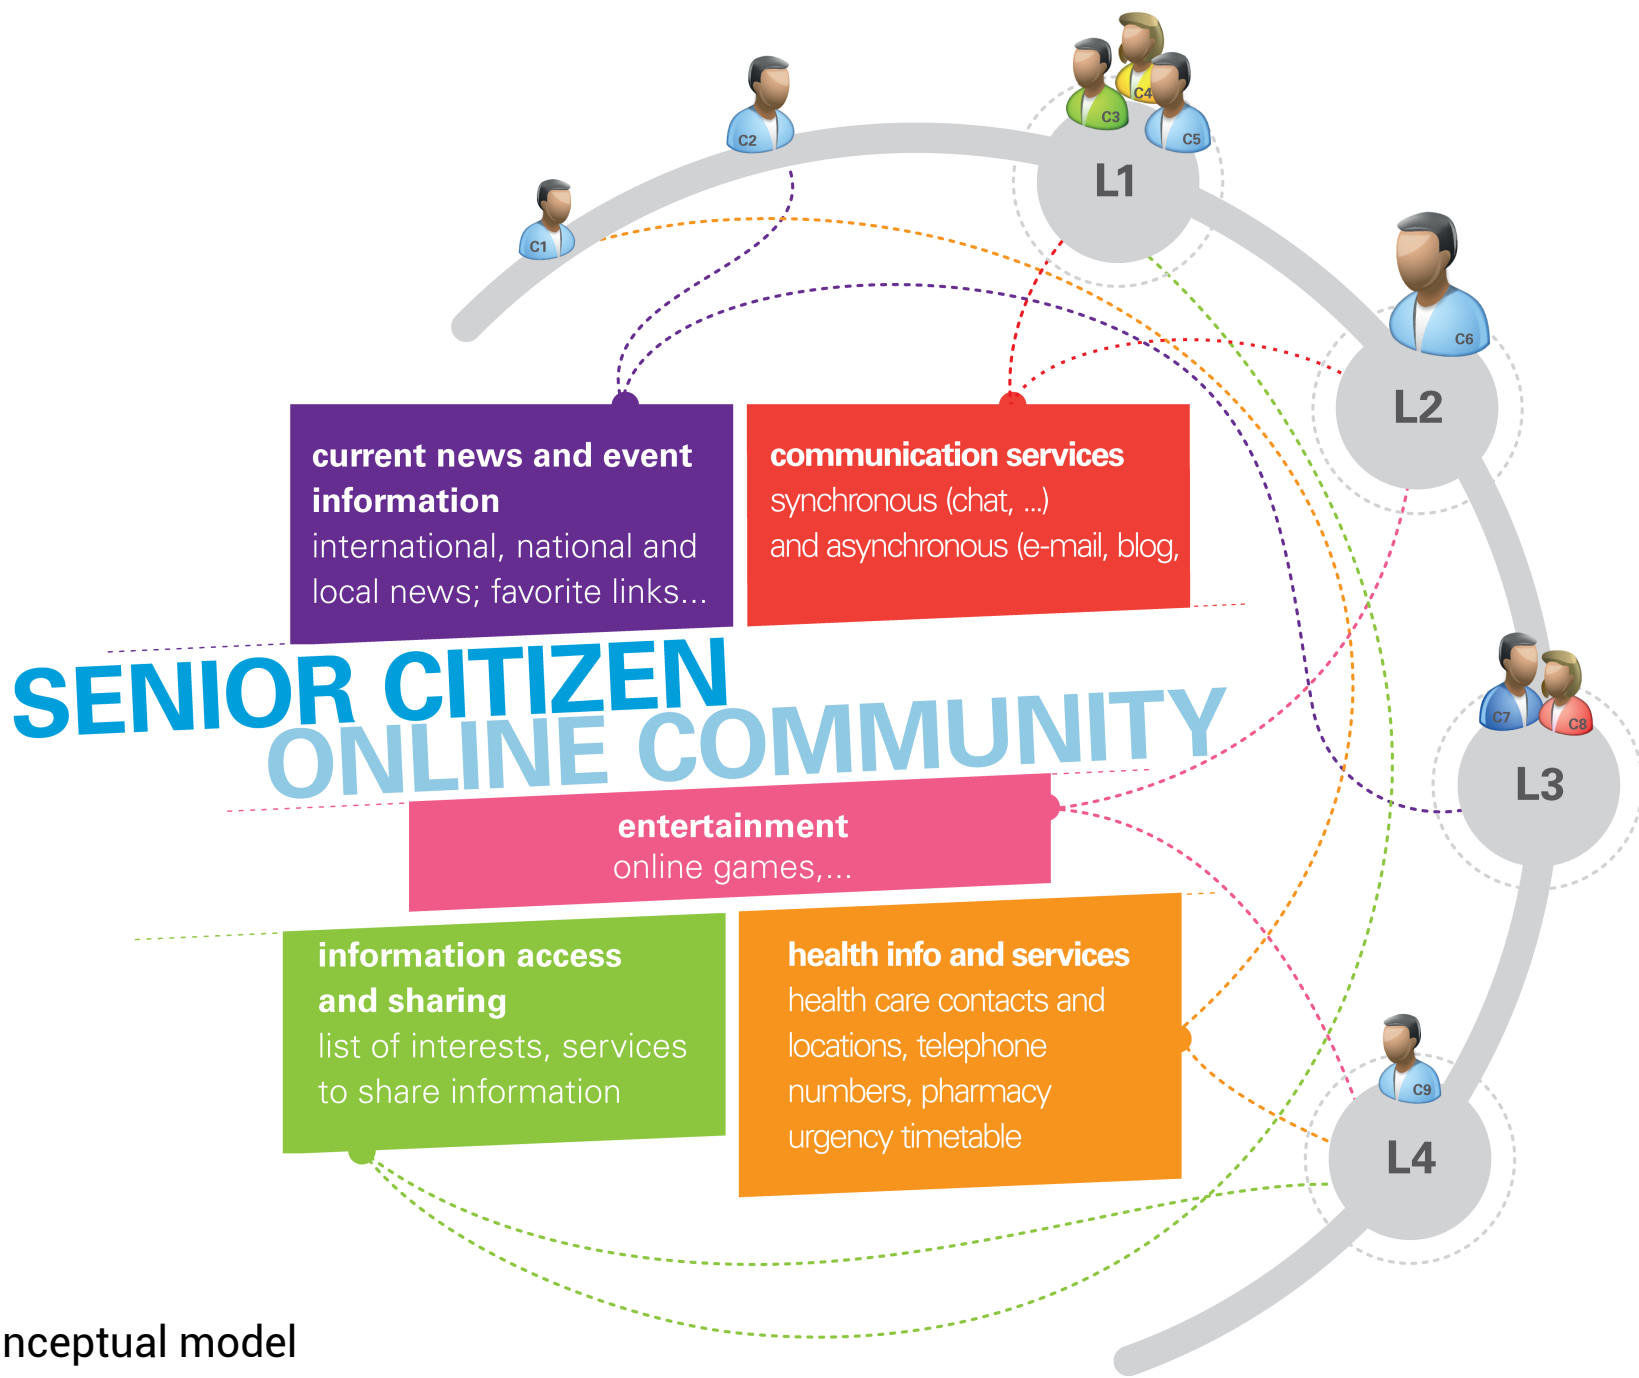 C4
C3
C2
C5
L1
C1
C6
L2
current news and event
information
international, national and
local news; favorite links...
communication services
synchronous (chat, ...)
and asynchronous (e-mail, blog,
SENIOR CITIZEN
ONLINE COMMUNITY
C7
C8
L3
entertainment
online games,...
information access
and sharing
list of interests, services
to share information
health info and services
health care contacts and
locations, telephone
numbers, pharmacy
urgency timetable
C9
L4
nceptual model